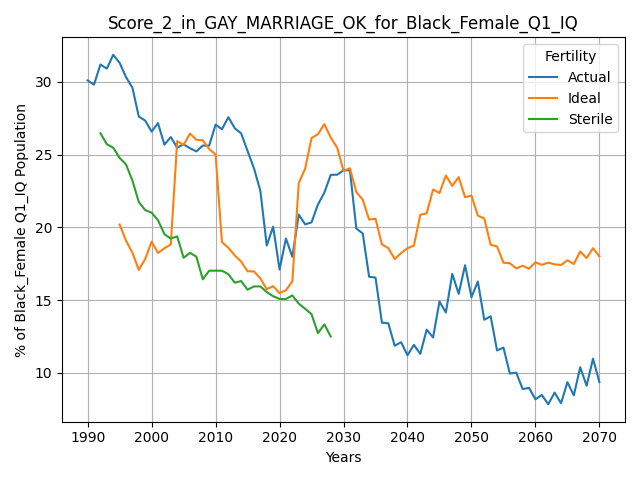 Score_2_in_GAY_MARRIAGE_OK_for_Black_Female_Q1_IQ
% of Black_Female Q1_IQ Population
30
25
20
15
10
Fertility
Actual
Ideal
Sterile
1990 2000 2010 2020 2030 2040 2050 2060 2070
Years